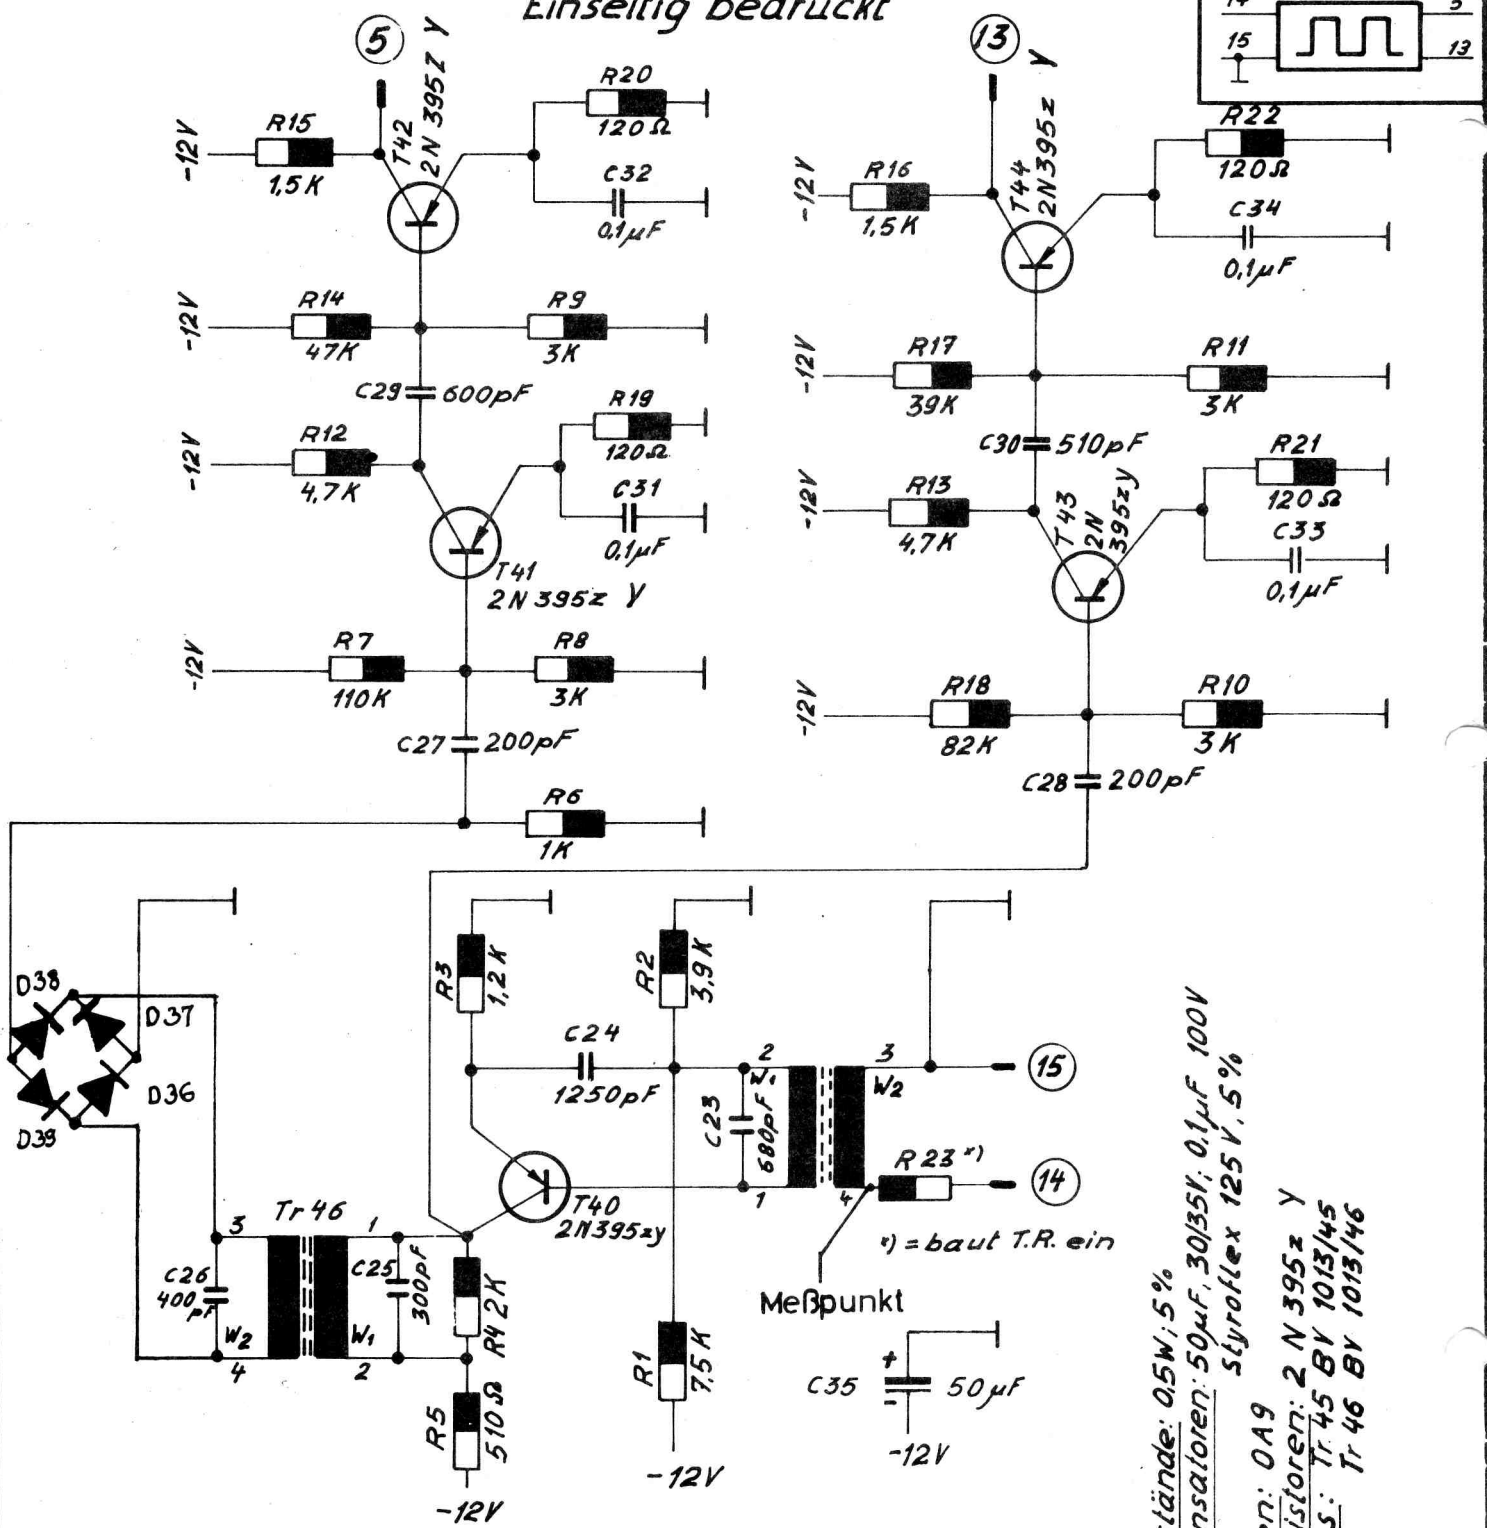 Einseitig bedruckt
14
5
15
13
5
13
-12V
R15
1,5K
T42
2N 395Z Y
R20
120Ω
C32
0,1µF
-12V
R14
47K
R9
3K
C29
600pF
-12V
R12
4,7K
R19
120Ω
C31
0,1µF
T41
2N 395z Y
-12V
R7
110K
R8
3K
C27
200pF
R6
1K
-12V
R16
1,5K
T44
2N395z Y
R22
120Ω
C34
0,1µF
-12V
R17
39K
R11
3K
C30
510pF
-12V
R13
4,7K
T43
2N
395zy
R21
120Ω
C33
0,1µF
-12V
R18
82K
R10
3K
C28
200pF
D38
D37
D36
D39
R3
1,2K
R2
3,9K
C24
1250pF
2
W1
C23
680pF
1
3
W2
4
15
R23 *)
14
T40
2N395zy
*) = baut T.R. ein
Meßpunkt
Tr 46
3
1
C26
400
pF
W2
4
C25
300pF
W1
2
R4 2K
R5
510Ω
-12V
R1
7,5K
-12V
C35
+
-
50µF
-12V
stände: 0,5W; 5%
nsatoren: 50µF, 30/35V; 0,1µF 100V
Styroflex 125V, 5%
en: OA9
istoren: 2 N 395z Y
s.: Tr. 45 BV 1013/45
Tr 46 BV 1013/46